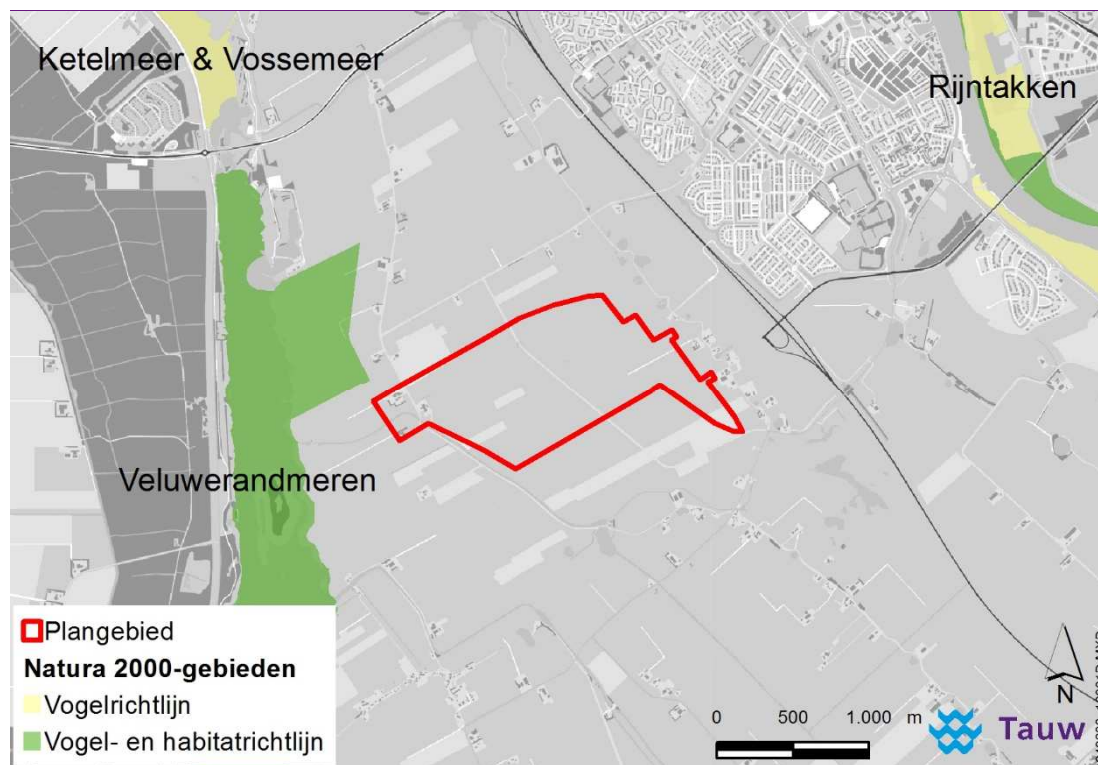 Ketelmeer & Vossemeer
Rijntakken
Veluwerandmeren
Plangebied
Natura 2000-gebieden
Vogelrichtlijn
Vogel- en habitatrichtlijn
0 500 1.000 m
N
Tauw